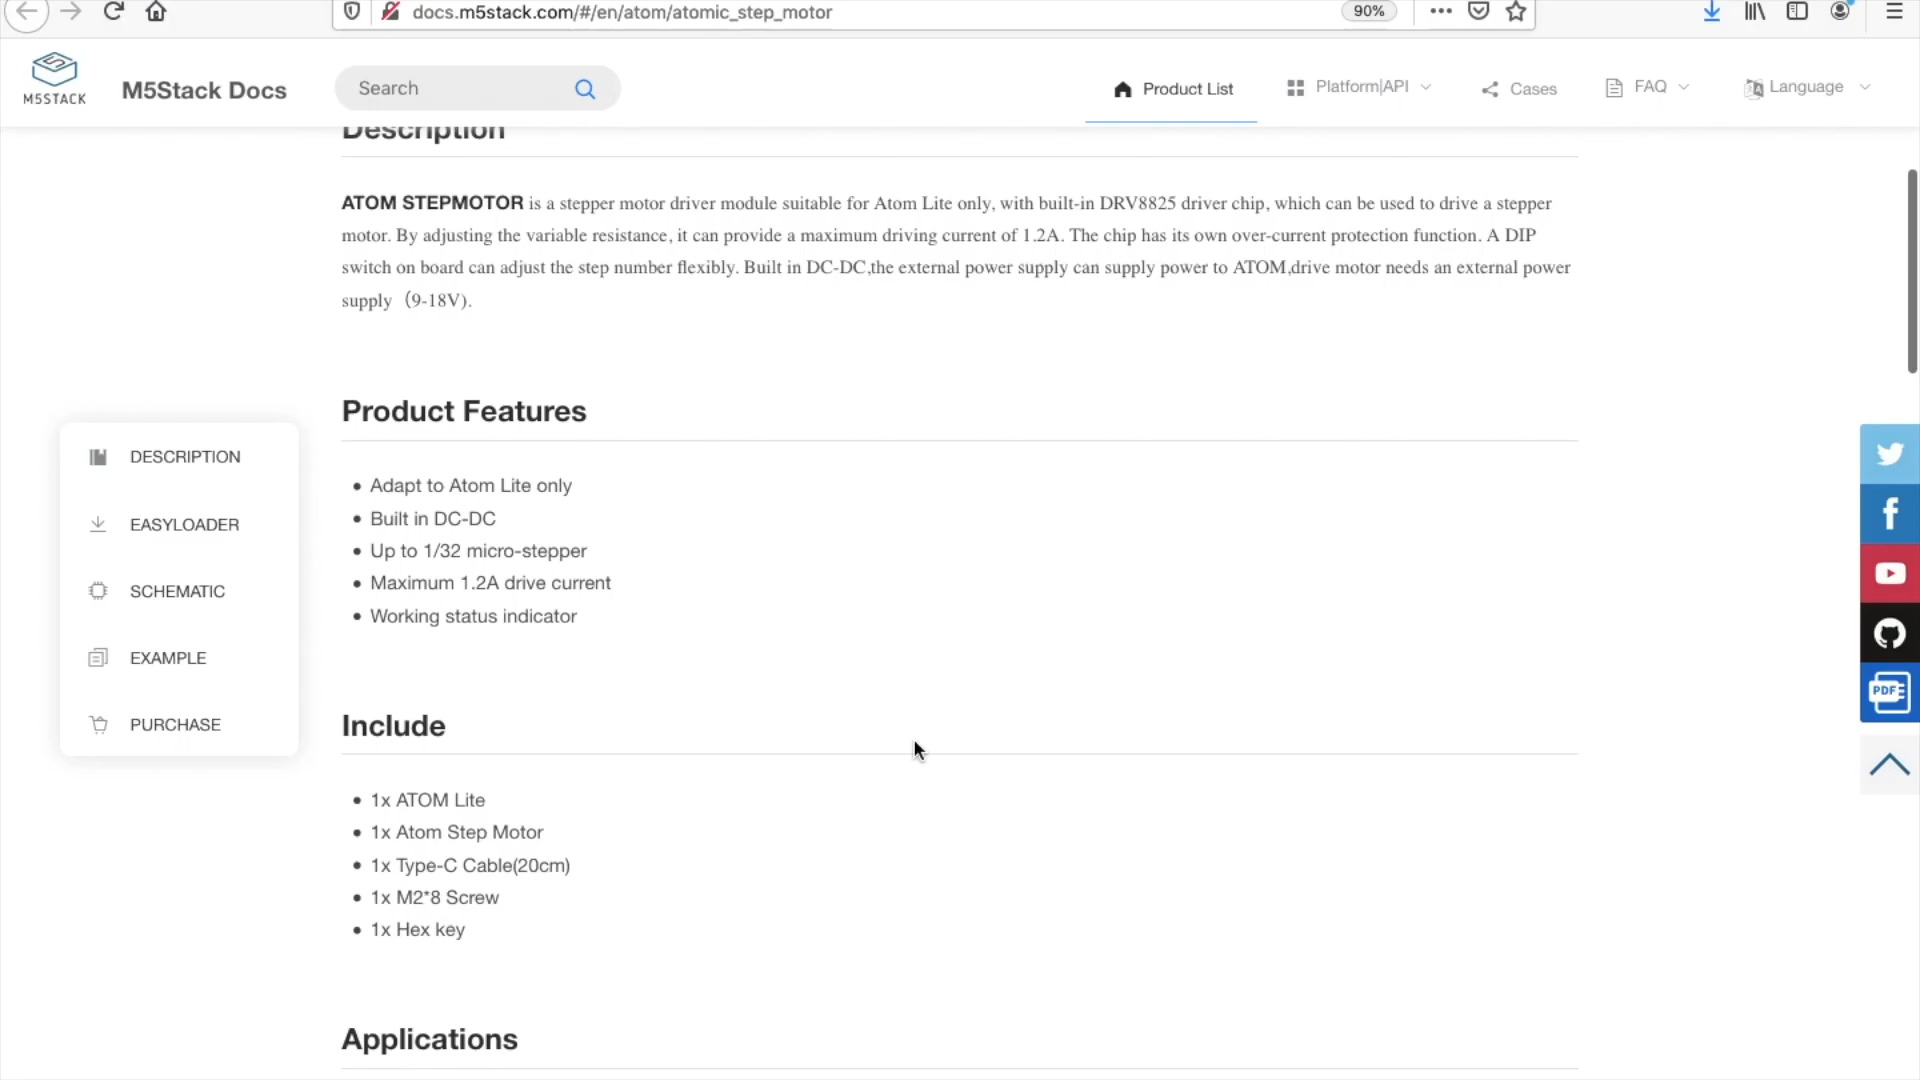 docs.m5stack.com/#/en/atom/atomic_step_motor
90%
M5STACK
M5Stack Docs
Search
Product List
Platform|API
Cases
FAQ
Language
Description
ATOM STEPMOTOR is a stepper motor driver module suitable for Atom Lite only, with built-in DRV8825 driver chip, which can be used to drive a stepper
motor. By adjusting the variable resistance, it can provide a maximum driving current of 1.2A. The chip has its own over-current protection function. A DIP
switch on board can adjust the step number flexibly. Built in DC-DC,the external power supply can supply power to ATOM,drive motor needs an external power
supply（9-18V).
Product Features
DESCRIPTION
EASYLOADER
SCHEMATIC
EXAMPLE
PURCHASE
• Adapt to Atom Lite only
• Built in DC-DC
• Up to 1/32 micro-stepper
• Maximum 1.2A drive current
• Working status indicator
PDF
Include
• 1x ATOM Lite
• 1x Atom Step Motor
• 1x Type-C Cable(20cm)
• 1x M2*8 Screw
• 1x Hex key
Applications